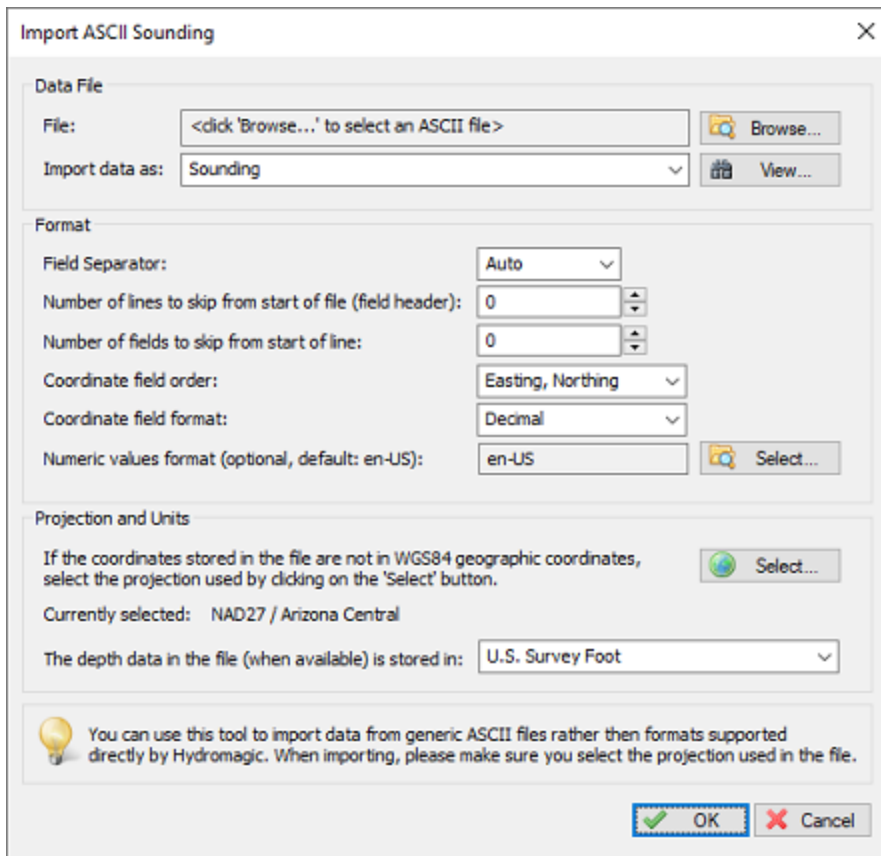 Import ASCII Sounding
Data File
File: <click 'Browse...' to select an ASCII file> Browse...
Import data as: Sounding View...
Format
Field Separator: Auto
Number of lines to skip from start of file (field header): 0
Number of fields to skip from start of line: 0
Coordinate field order: Easting, Northing
Coordinate field format: Decimal
Numeric values format (optional, default: en-US): en-US Select...
Projection and Units
If the coordinates stored in the file are not in WGS84 geographic coordinates,
select the projection used by clicking on the 'Select' button.
Select...
Currently selected: NAD27 / Arizona Central
The depth data in the file (when available) is stored in: U.S. Survey Foot
You can use this tool to import data from generic ASCII files rather then formats supported
directly by Hydromagic. When importing, please make sure you select the projection used in the file.
OK Cancel